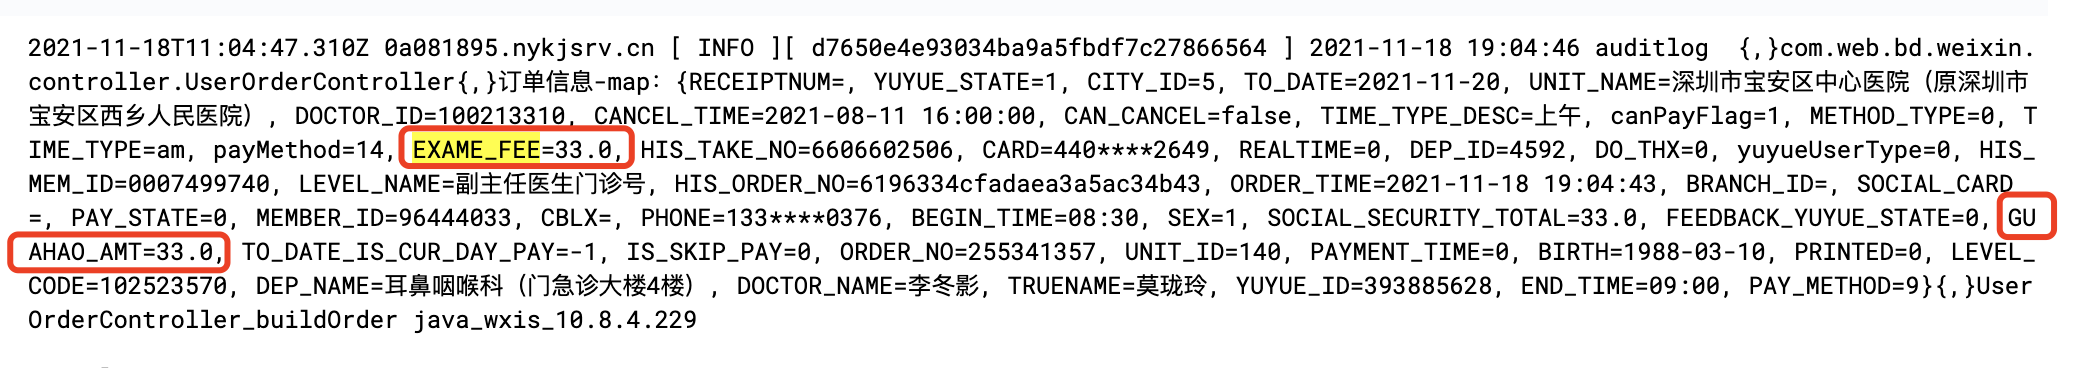 2021-11-18T11:04:47.310Z 0a081895.nykjsrv.cn [ INFO ][ d7650e4e93034ba9a5fbdf7c27866564 ] 2021-11-18 19:04:46 auditlog  {,}com.web.bd.weixin.
controller.UserOrderController{,}订单信息-map: {RECEIPTNUM=, YUYUE_STATE=1, CITY_ID=5, TO_DATE=2021-11-20, UNIT_NAME=深圳市宝安区中心医院（原深圳市
宝安区西乡人民医院）, DOCTOR_ID=100213310, CANCEL_TIME=2021-08-11 16:00:00, CAN_CANCEL=false, TIME_TYPE_DESC=上午, canPayFlag=1, METHOD_TYPE=0, T
IME_TYPE=am, payMethod=14, EXAME_FEE=33.0, HIS_TAKE_NO=6606602506, CARD=440****2649, REALTIME=0, DEP_ID=4592, DO_THX=0, yuyueUserType=0, HIS_
MEM_ID=0007499740, LEVEL_NAME=副主任医生门诊号, HIS_ORDER_NO=6196334cfadaea3a5ac34b43, ORDER_TIME=2021-11-18 19:04:43, BRANCH_ID=, SOCIAL_CARD
=, PAY_STATE=0, MEMBER_ID=96444033, CBLX=, PHONE=133****0376, BEGIN_TIME=08:30, SEX=1, SOCIAL_SECURITY_TOTAL=33.0, FEEDBACK_YUYUE_STATE=0, GU
AHAO_AMT=33.0, TO_DATE_IS_CUR_DAY_PAY=-1, IS_SKIP_PAY=0, ORDER_NO=255341357, UNIT_ID=140, PAYMENT_TIME=0, BIRTH=1988-03-10, PRINTED=0, LEVEL_
CODE=102523570, DEP_NAME=耳鼻咽喉科（门急诊大楼4楼）, DOCTOR_NAME=李冬影, TRUENAME=莫珑玲, YUYUE_ID=393885628, END_TIME=09:00, PAY_METHOD=9}{,}User
OrderController_buildOrder java_wxis_10.8.4.229